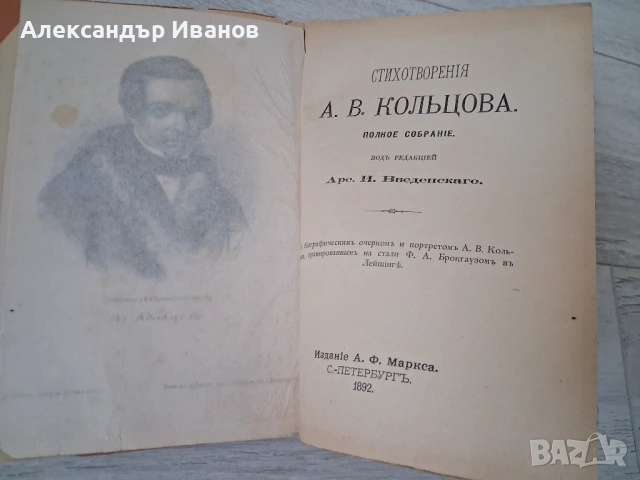 Александър Иванов
СТИХОТВОРЕНІЯ
А. В. КОЛЬЦОВА.
ПОЛНОЕ СОБРАНІЕ.
ПОДЪ РЕДАКЦІЕЙ
Арс. И. Введенскаго.
біографическимъ очеркомъ и портретомъ А. В. Коль-
гравированнымъ на стали Ф. А. Брокгаузомъ въ
Лейпцигѣ.
Изданіе А. Ф. Маркса.
С.-ПЕТЕРБУРГЪ.
1892.
BAZAR